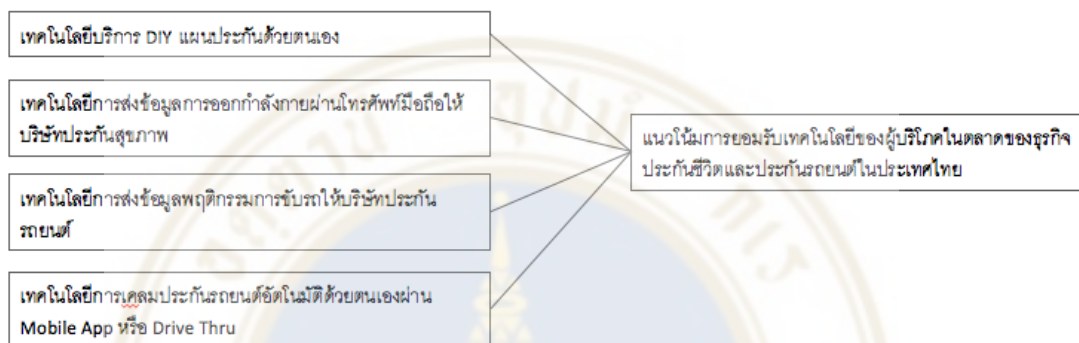 เทคโนโลยีบริการ DIY แผนประกันด้วยตนเอง
เทคโนโลยีการส่งข้อมูลการออกกำลังกายผ่านโทรศัพท์มือถือให้
บริษัทประกันสุขภาพ
เทคโนโลยีการส่งข้อมูลพฤติกรรมการขับรถให้บริษัทประกัน
รถยนต์
เทคโนโลยีการเคลมประกันรถยนต์อัตโนมัติด้วยตนเองผ่าน
Mobile App หรือ Drive Thru
แนวโน้มการยอมรับเทคโนโลยีของผู้บริโภคในตลาดของธุรกิจ
ประกันชีวิตและประกันรถยนต์ในประเทศไทย